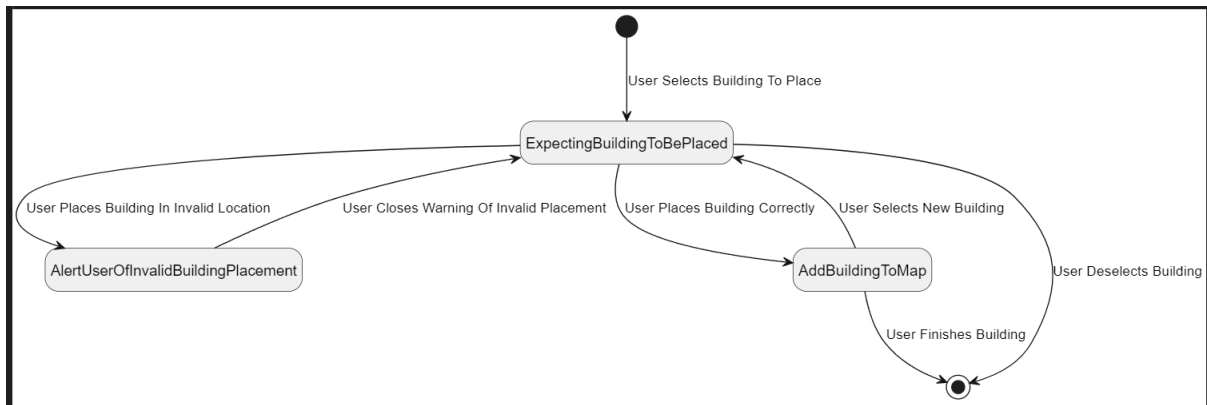 User Selects Building To Place
ExpectingBuildingToBePlaced
User Places Building In Invalid Location
User Closes Warning Of Invalid Placement
User Places Building Correctly
User Selects New Building
AlertUserOfInvalidBuildingPlacement
AddBuildingToMap
User Deselects Building
User Finishes Building